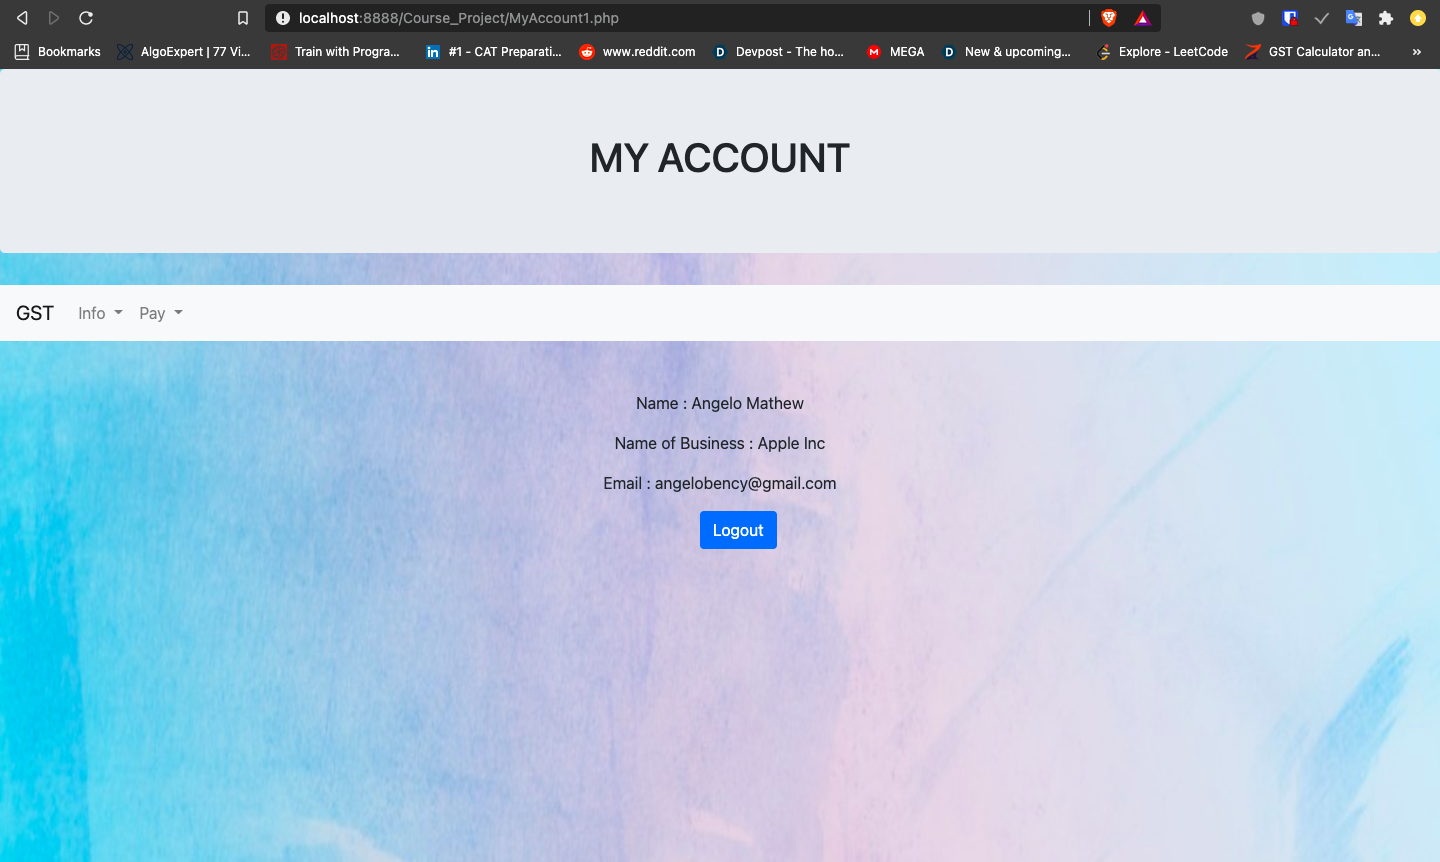 localhost:8888/Course_Project/MyAccount1.php
Bookmarks AlgoExpert | 77 Vi... Train with Progra... in #1 - CAT Preparati... www.reddit.com D Devpost - The ho... M MEGA D New & upcoming... Explore - LeetCode GST Calculator an... »
MY ACCOUNT
GST Info Pay
Name : Angelo Mathew
Name of Business : Apple Inc
Email : angelobency@gmail.com
Logout